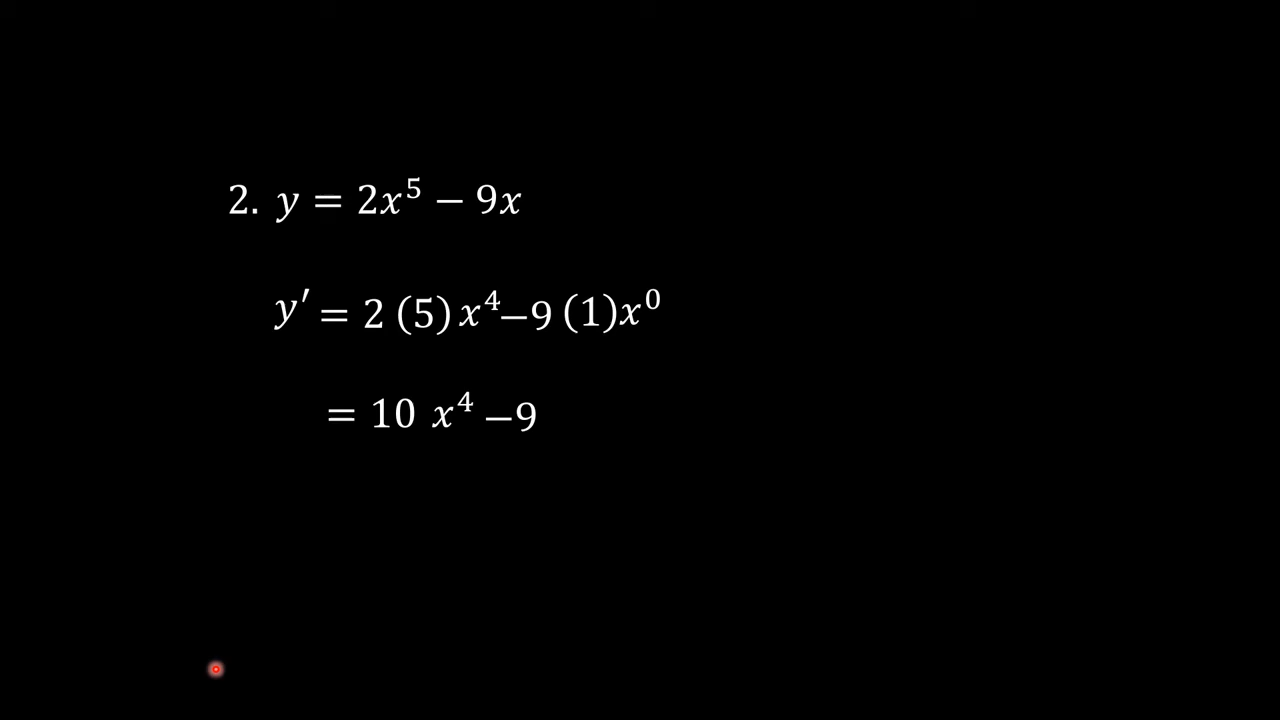 2. y = 2x⁵ − 9x
y′ = 2 (5) x⁴−9 (1)x⁰
= 10 x⁴ −9